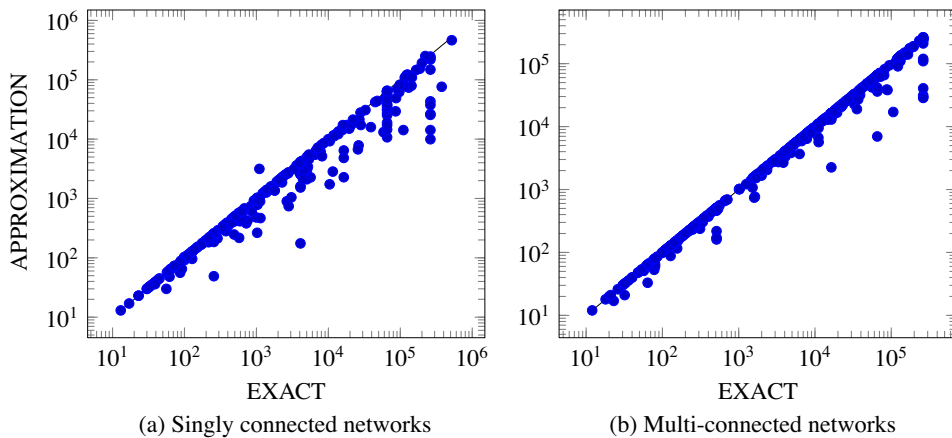 APPROXIMATION
10^6
10^5
10^4
10^3
10^2
10^1
10^1 10^2 10^3 10^4 10^5 10^6
EXACT
(a) Singly connected networks
10^5
10^4
10^3
10^2
10^1
10^1 10^2 10^3 10^4 10^5
EXACT
(b) Multi-connected networks